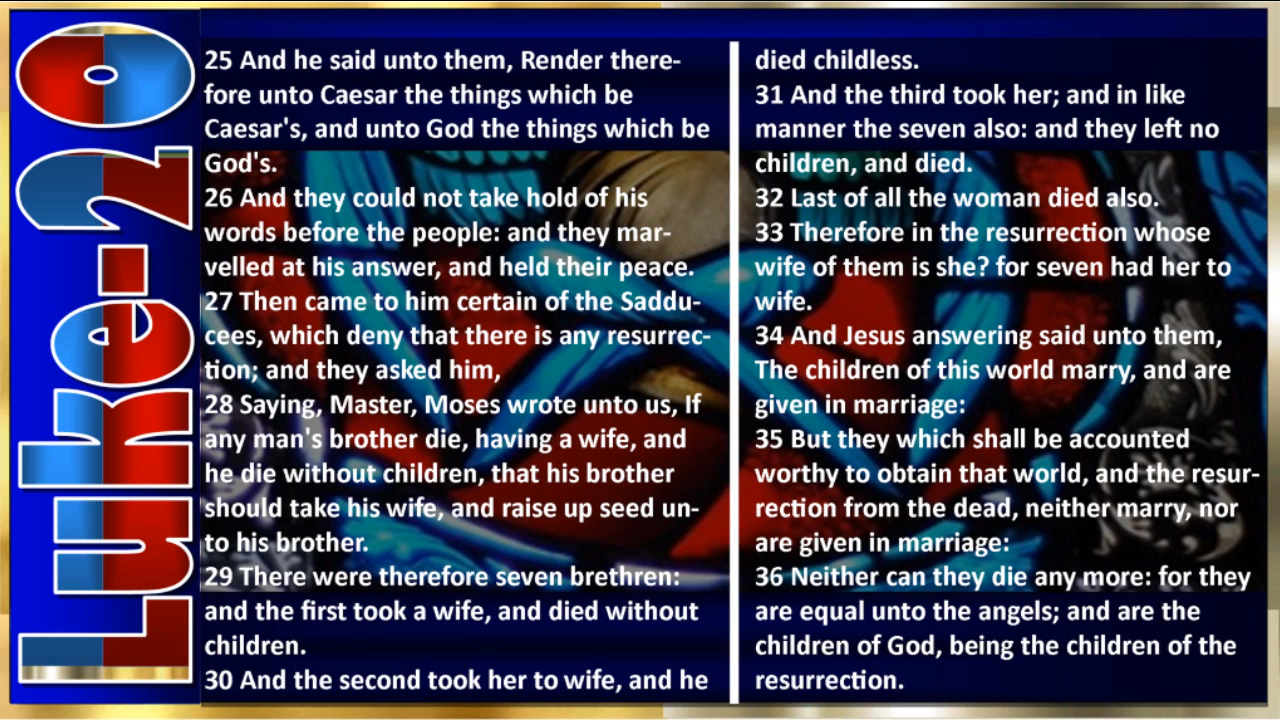 Luke-20
25 And he said unto them, Render there-
fore unto Caesar the things which be
Caesar's, and unto God the things which be
God's.
26 And they could not take hold of his
words before the people: and they mar-
velled at his answer, and held their peace.
27 Then came to him certain of the Saddu-
cees, which deny that there is any resurrec-
tion; and they asked him,
28 Saying, Master, Moses wrote unto us, If
any man's brother die, having a wife, and
he die without children, that his brother
should take his wife, and raise up seed un-
to his brother.
29 There were therefore seven brethren:
and the first took a wife, and died without
children.
30 And the second took her to wife, and he
died childless.
31 And the third took her; and in like
manner the seven also: and they left no
children, and died.
32 Last of all the woman died also.
33 Therefore in the resurrection whose
wife of them is she? for seven had her to
wife.
34 And Jesus answering said unto them,
The children of this world marry, and are
given in marriage:
35 But they which shall be accounted
worthy to obtain that world, and the resur-
rection from the dead, neither marry, nor
are given in marriage:
36 Neither can they die any more: for they
are equal unto the angels; and are the
children of God, being the children of the
resurrection.